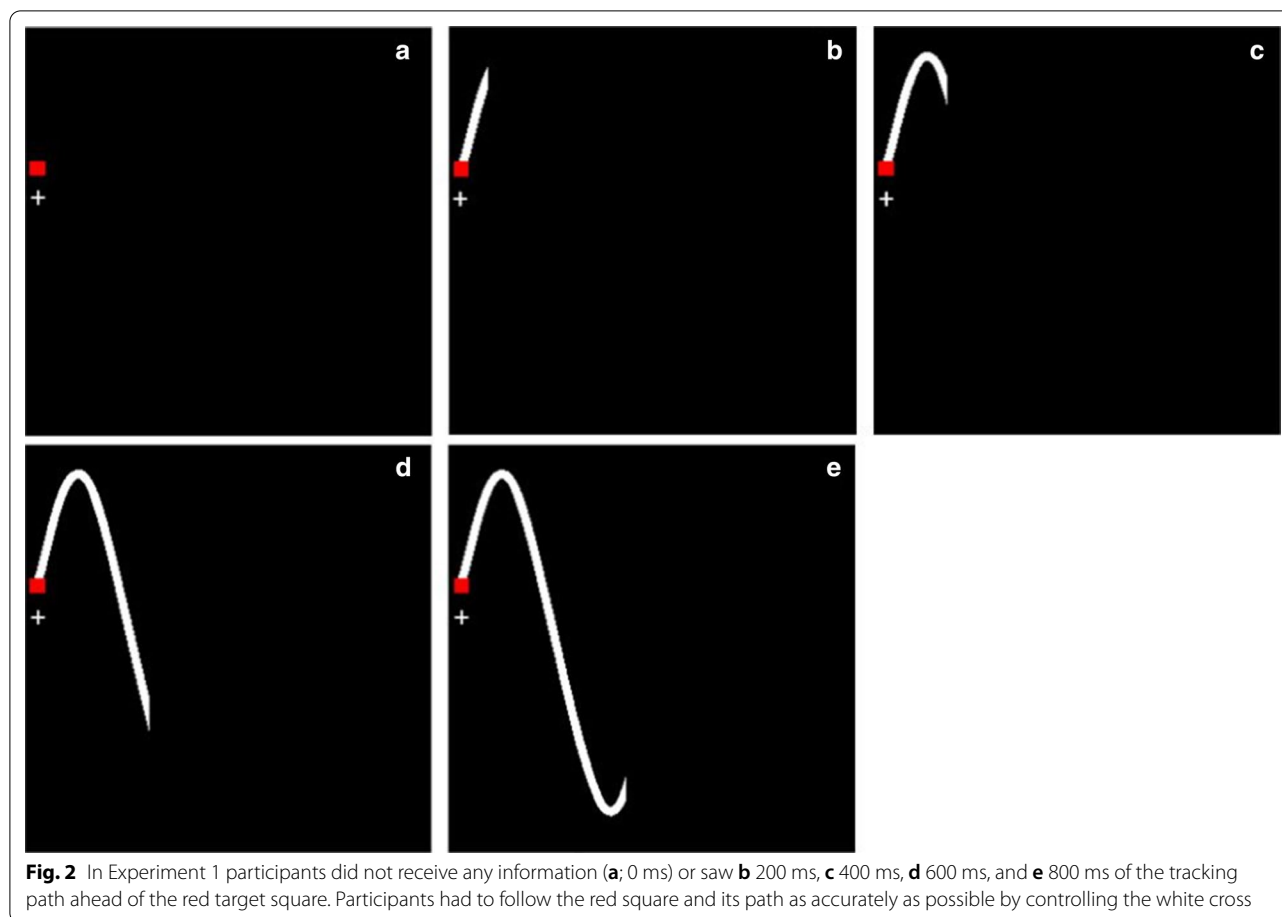 a
b
c
d
e
Fig. 2 In Experiment 1 participants did not receive any information (a; 0 ms) or saw b 200 ms, c 400 ms, d 600 ms, and e 800 ms of the tracking
path ahead of the red target square. Participants had to follow the red square and its path as accurately as possible by controlling the white cross